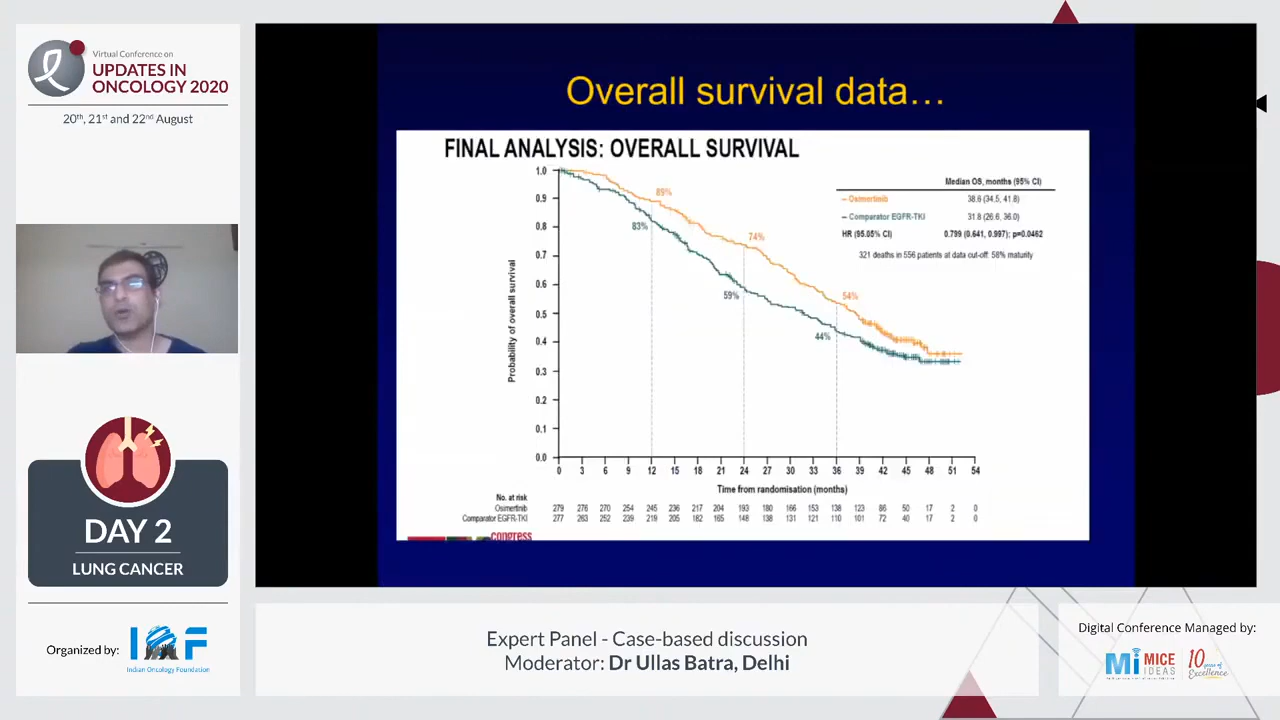 Virtual Conference on
UPDATES IN
ONCOLOGY 2020
20th, 21st and 22nd August
DAY 2
LUNG CANCER
Organized by:
IOF
Indian Oncology Foundation
Overall survival data…
FINAL ANALYSIS: OVERALL SURVIVAL
Probability of overall survival
1.0
0.9
0.8
0.7
0.6
0.5
0.4
0.3
0.2
0.1
0.0
89%
83%
74%
59%
54%
44%
Median OS, months (95% CI)
Osimertinib 38.6 (34.5, 41.8)
Comparator EGFR-TKI 31.8 (26.6, 36.0)
HR (95.05% CI) 0.799 (0.641, 0.997); p=0.0462
321 deaths in 556 patients at data cut-off: 58% maturity
0 3 6 9 12 15 18 21 24 27 30 33 36 39 42 45 48 51 54
Time from randomisation (months)
No. at risk
Osimertinib 279 276 270 254 245 236 217 204 193 180 166 153 138 123 86 50 17 2 0
Comparator EGFR-TKI 277 263 252 239 219 205 182 165 148 138 131 121 110 101 72 40 17 2 0
congress
Expert Panel - Case-based discussion
Moderator: Dr Ullas Batra, Delhi
Digital Conference Managed by:
Mi MICE
IDEAS
10 years of
Excellence